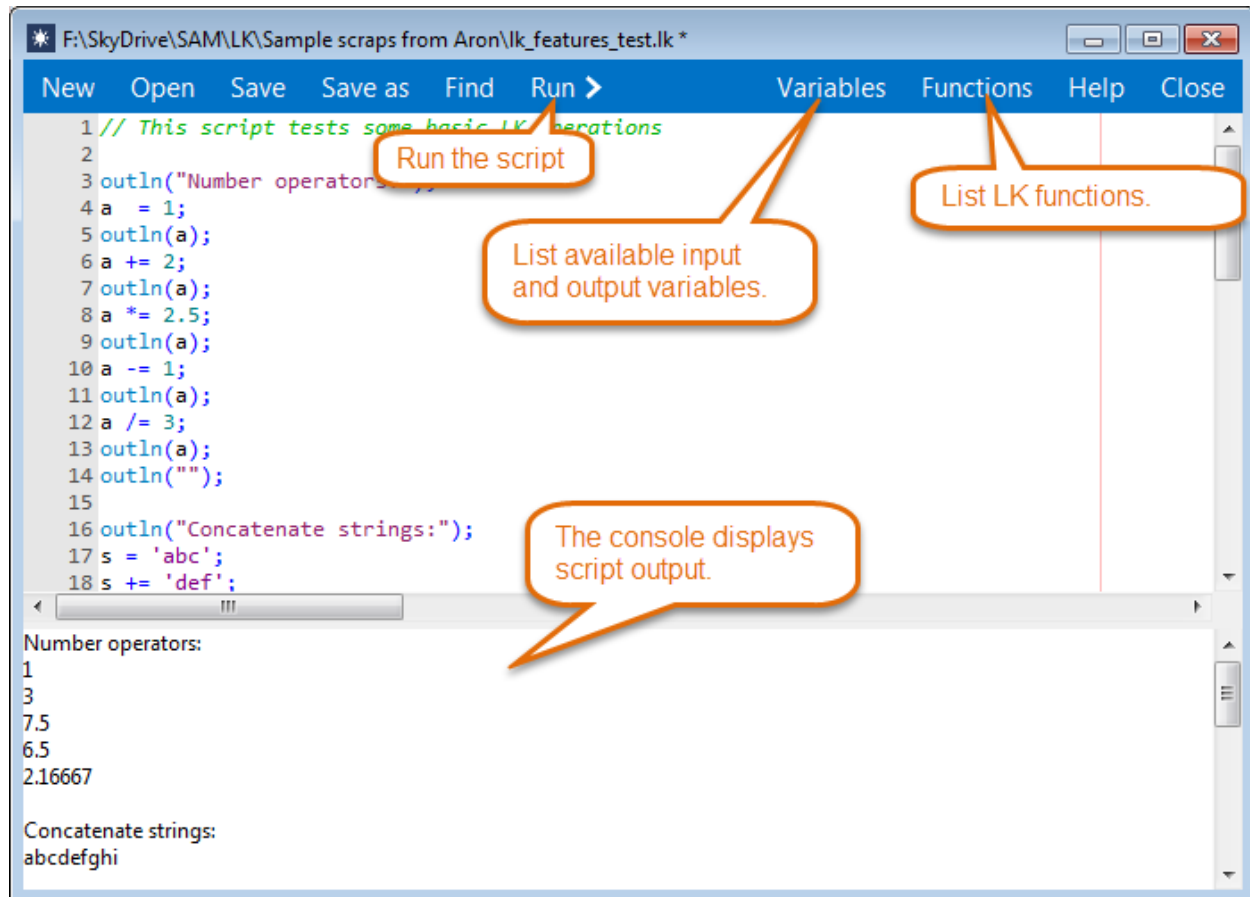 F:\SkyDrive\SAM\LK\Sample scraps from Aron\lk_features_test.lk *
New Open Save Save as Find Run > Variables Functions Help Close
1 // This script tests some basic LK operations
2
3 outln("Number operators:
Run the script
List LK functions.
4 a  = 1;
5 outln(a);
List available input
and output variables.
6 a += 2;
7 outln(a);
8 a *= 2.5;
9 outln(a);
10 a -= 1;
11 outln(a);
12 a /= 3;
13 outln(a);
14 outln("");
15
16 outln("Concatenate strings:");
17 s = 'abc';
18 s += 'def';
The console displays
script output.
Number operators:
1
3
7.5
6.5
2.16667
Concatenate strings:
abcdefghi